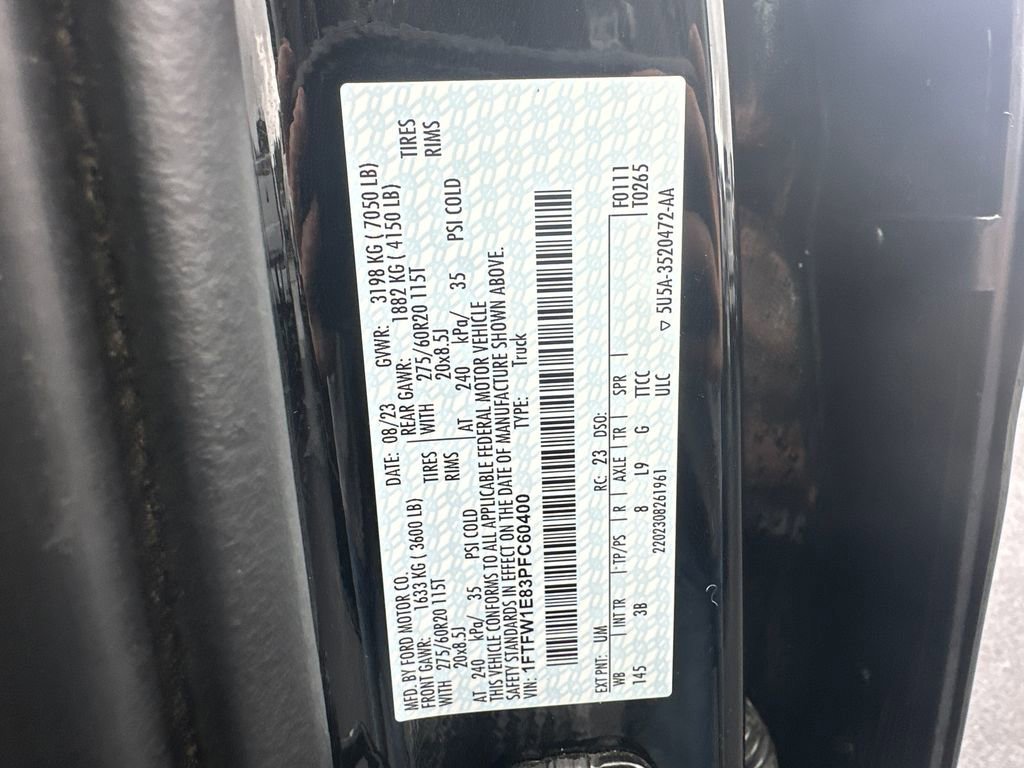 MFD. BY FORD MOTOR CO. DATE: 08/23 GVWR: 3198 KG ( 7050 LB)
FRONT GAWR: 1633 KG ( 3600 LB) REAR GAWR: 1882 KG ( 4150 LB)
WITH 275/60R20 115T TIRES WITH 275/60R20 115T TIRES
20x8.5J RIMS 20x8.5J RIMS
AT 240 kPa/ 35 PSI COLD AT 240 kPa/ 35 PSI COLD
THIS VEHICLE CONFORMS TO ALL APPLICABLE FEDERAL MOTOR VEHICLE
SAFETY STANDARDS IN EFFECT ON THE DATE OF MANUFACTURE SHOWN ABOVE.
VIN: 1FTFW1E83PFC60400 TYPE: Truck
EXT PNT: UM RC: 23 DSO: F0111
WB INT TR TP/PS R AXLE TR SPR T0265
145 3B 8 L9 G TTCC
ULC
2202308261961 ▽ 5U5A-3520472-AA